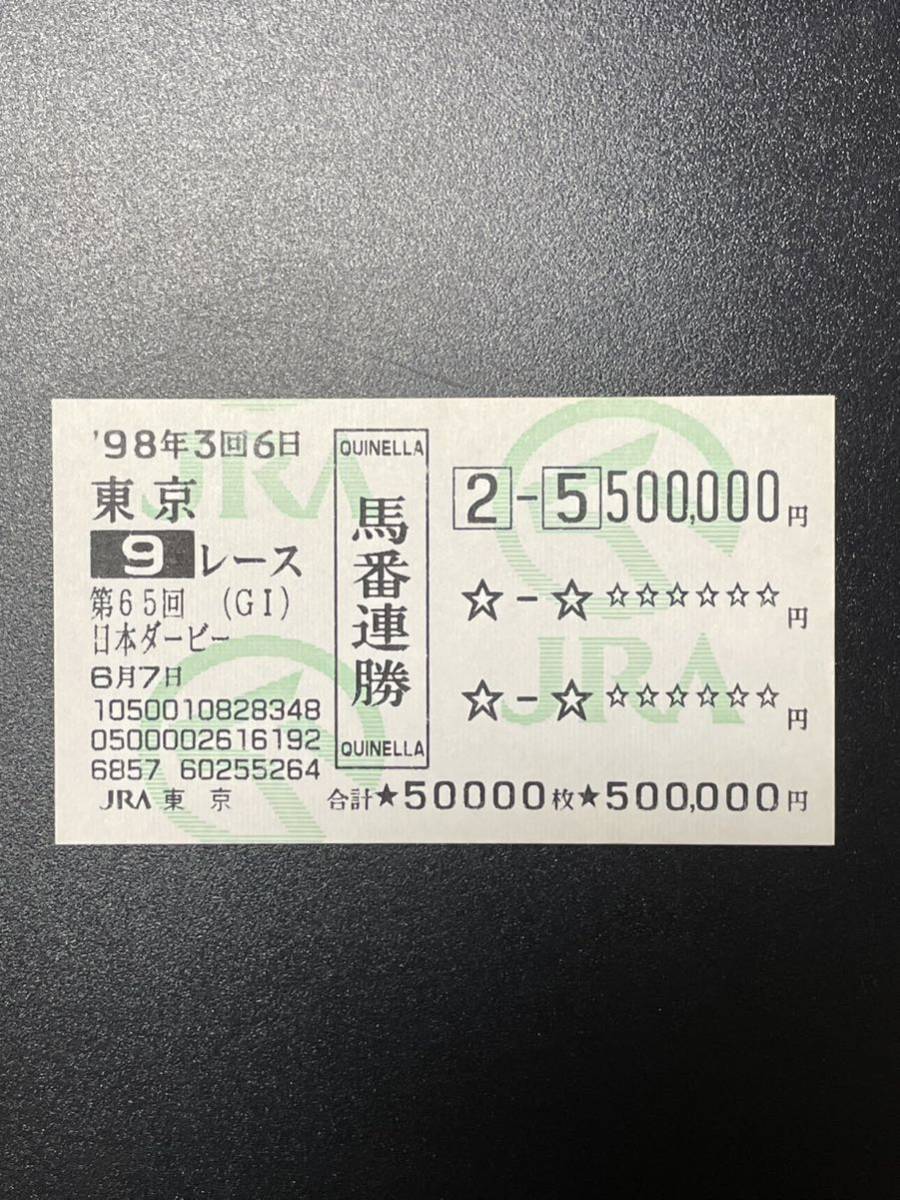 '98年3回6日
東京
9レース
第65回 (GI)
日本ダービー
6月7日
1050010828348
0500002616192
6857 60255264
JRA 東京
QUINELLA
馬番連勝
QUINELLA
2-5 500,000円
☆-☆☆☆☆☆☆☆円
☆-☆☆☆☆☆☆☆円
合計★50000枚★500,000円
JRA
JRA